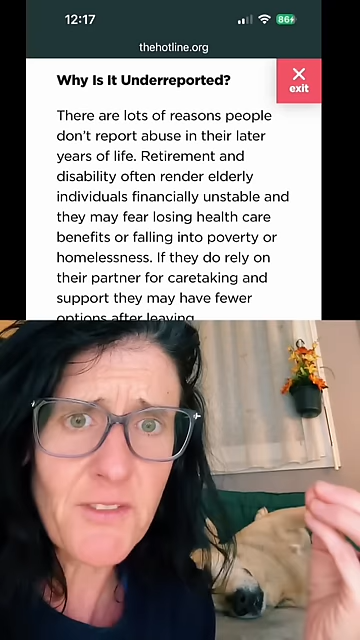 12:17
86
thehotline.org
exit
Why Is It Underreported?
There are lots of reasons people
don't report abuse in their later
years of life. Retirement and
disability often render elderly
individuals financially unstable and
they may fear losing health care
benefits or falling into poverty or
homelessness. If they do rely on
their partner for caretaking and
support they may have fewer
options after leaving